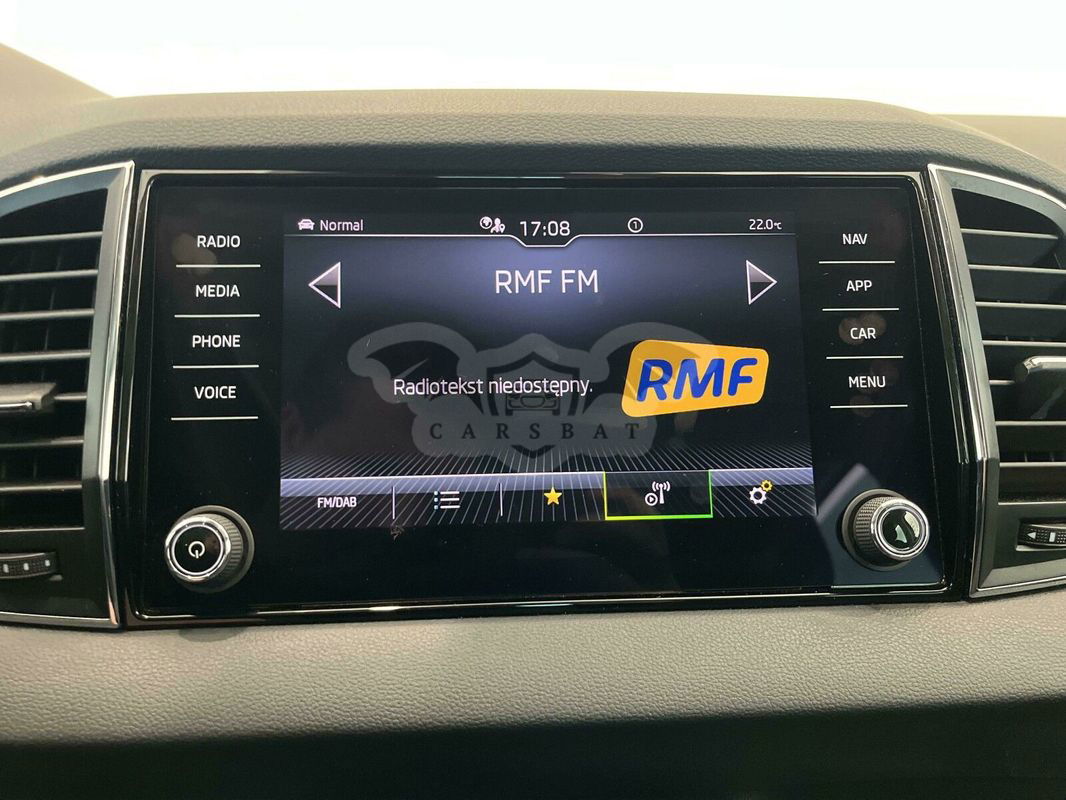 Normal
17:08
1
22.0°C
RADIO
MEDIA
PHONE
VOICE
NAV
APP
CAR
MENU
RMF FM
Radiotekst niedostępny.
RMF
CARSBAT
FM/DAB